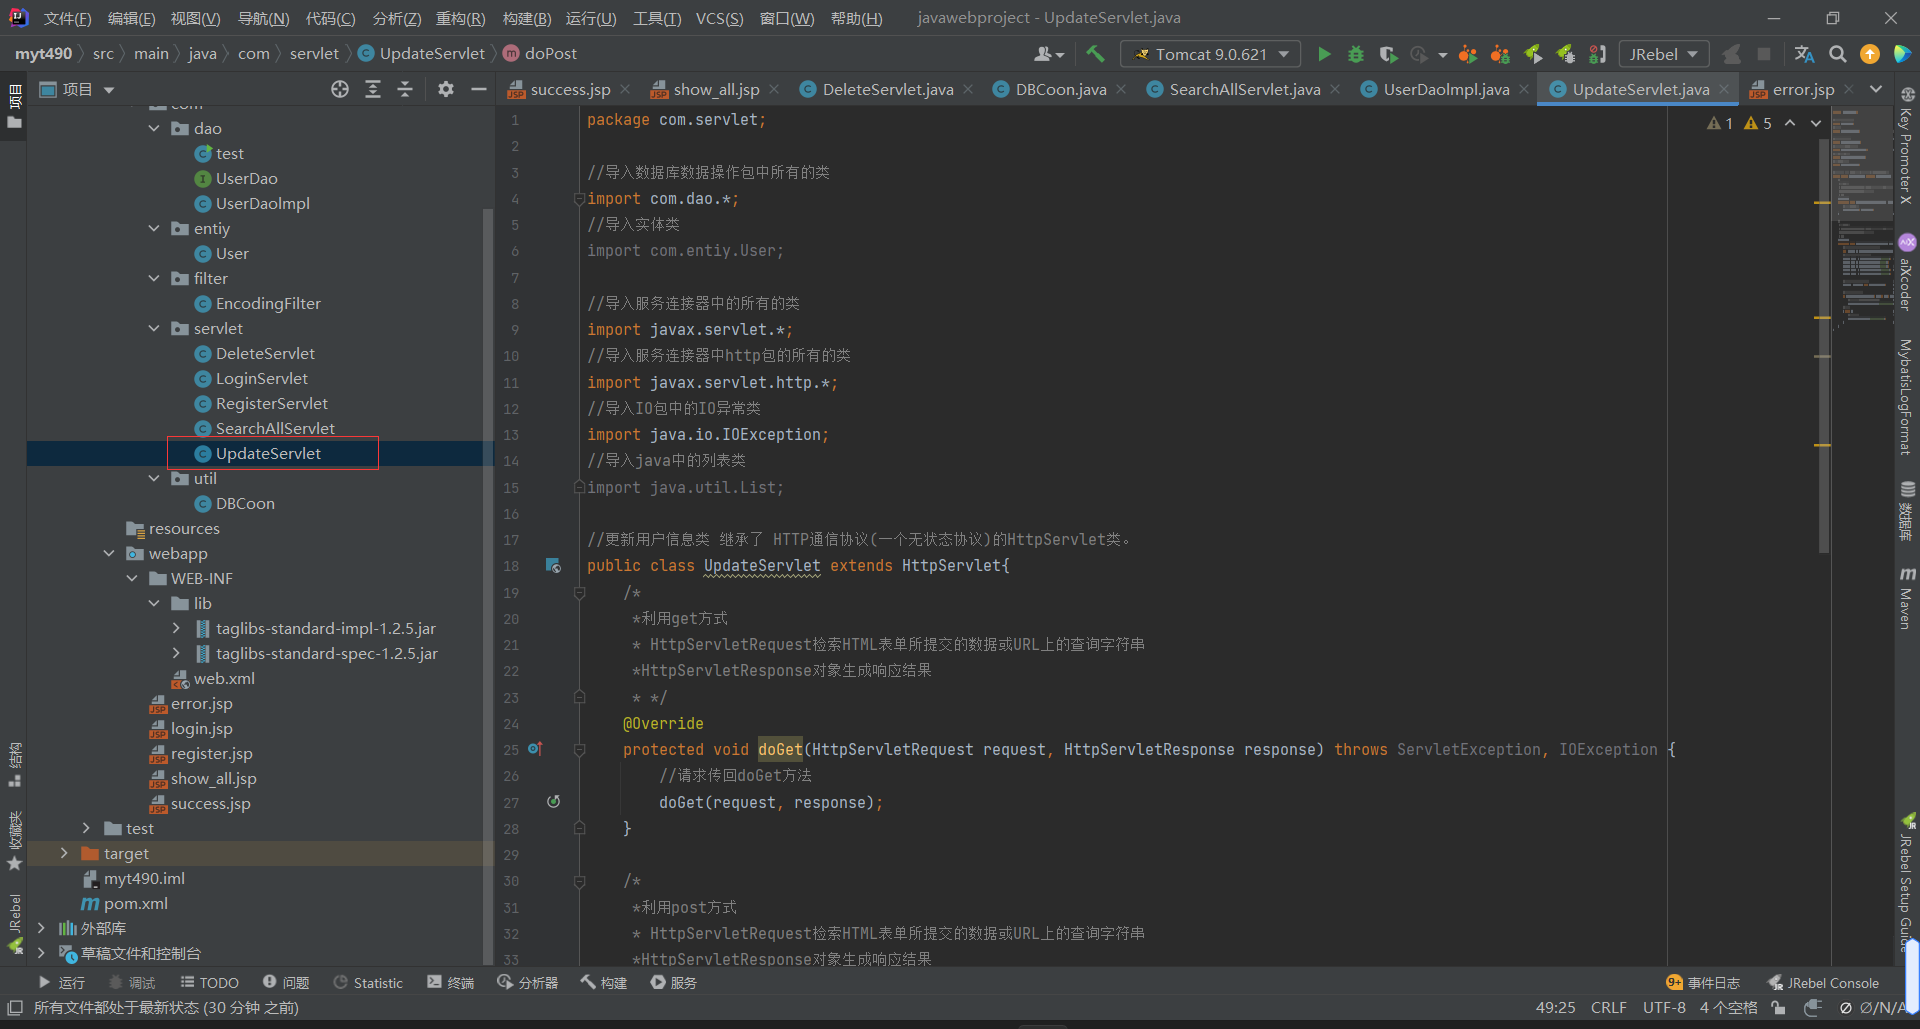 文件(F) 编辑(E) 视图(V) 导航(N) 代码(C) 分析(Z) 重构(R) 构建(B) 运行(U) 工具(T) VCS(S) 窗口(W) 帮助(H) javawebproject - UpdateServlet.java
myt490 src main java com servlet UpdateServlet doPost Tomcat 9.0.621 JRebel
项目
success.jsp show_all.jsp DeleteServlet.java DBCoon.java SearchAllServlet.java UserDaoImpl.java UpdateServlet.java error.jsp
项目
结构
收藏夹
JRebel
com
dao
test
UserDao
UserDaoImpl
entiy
User
filter
EncodingFilter
servlet
DeleteServlet
LoginServlet
RegisterServlet
SearchAllServlet
UpdateServlet
util
DBCoon
resources
webapp
WEB-INF
lib
taglibs-standard-impl-1.2.5.jar
taglibs-standard-spec-1.2.5.jar
web.xml
error.jsp
login.jsp
register.jsp
show_all.jsp
success.jsp
test
target
myt490.iml
pom.xml
外部库
草稿文件和控制台
1 package com.servlet;
2
3 //导入数据库数据操作包中所有的类
4 import com.dao.*;
5 //导入实体类
6 import com.entiy.User;
7
8 //导入服务连接器中的所有的类
9 import javax.servlet.*;
10 //导入服务连接器中http包的所有的类
11 import javax.servlet.http.*;
12 //导入IO包中的IO异常类
13 import java.io.IOException;
14 //导入java中的列表类
15 import java.util.List;
16
17 //更新用户信息类 继承了 HTTP通信协议(一个无状态协议)的HttpServlet类。
18 public class UpdateServlet extends HttpServlet{
19 /*
20 *利用get方式
21 * HttpServletRequest检索HTML表单所提交的数据或URL上的查询字符串
22 *HttpServletResponse对象生成响应结果
23 * */
24 @Override
25 protected void doGet(HttpServletRequest request, HttpServletResponse response) throws ServletException, IOException {
26 //请求传回doGet方法
27 doGet(request, response);
28 }
29
30 /*
31 *利用post方式
32 * HttpServletRequest检索HTML表单所提交的数据或URL上的查询字符串
33 *HttpServletResponse对象生成响应结果
1 5
Key Promoter X
aiXcoder
MybatisLogFormat
数据库
Maven
JRebel Setup Guide
运行 调试 TODO 问题 Statistic 终端 分析器 构建 服务 9+ 事件日志 JRebel Console
所有文件都处于最新状态 (30 分钟 之前) 49:25 CRLF UTF-8 4 个空格 ∅/N/A